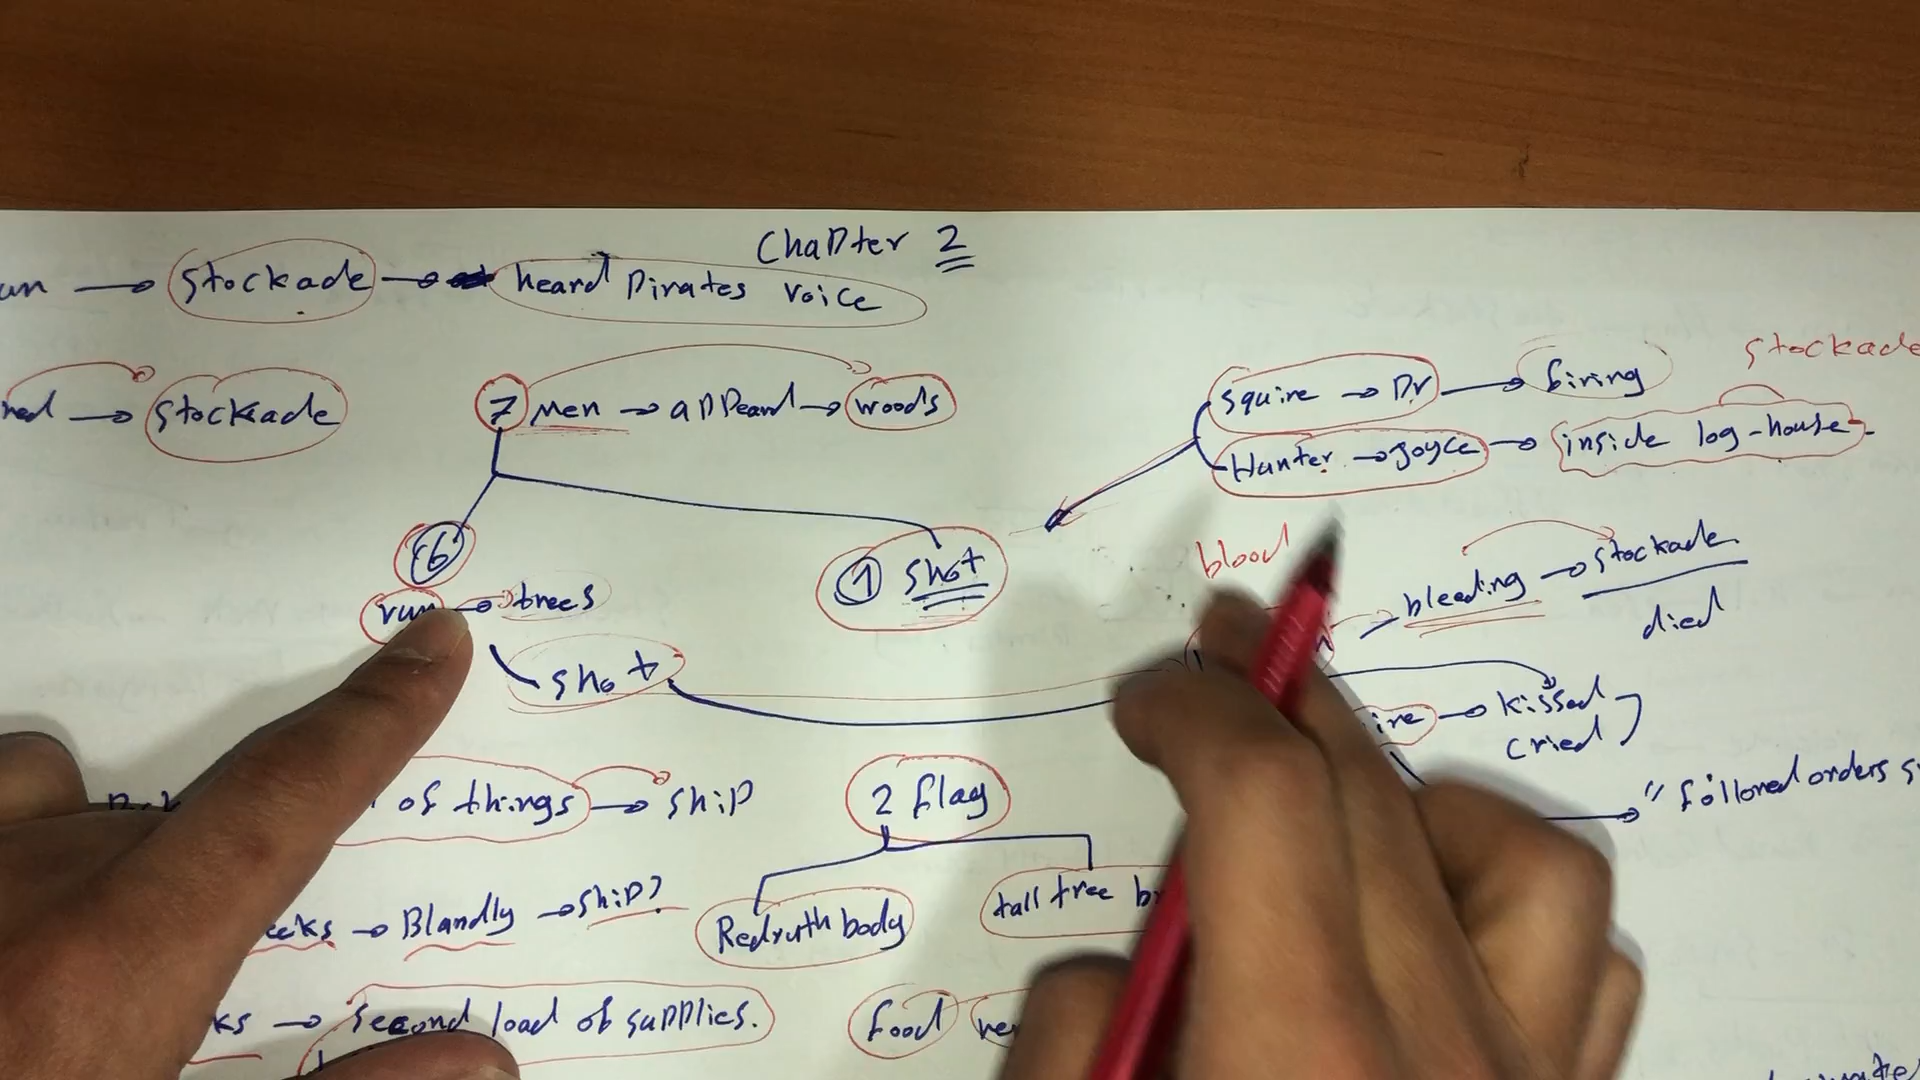 Chapter 2
→ Stockade → heard Pirates voice
→ Stockade
7 Men → appeard → woods
Squire → Dr → firing
stockade
Hunter → Joyce → inside log-house
6
1 shot
run → trees
blood
bleeding → stockade
died
shot
→ kissed
cried
of things → ship
2 flag
"followed orders
→ Blandly → ship?
Redruth body
tall tree
→ Second load of supplies.
food